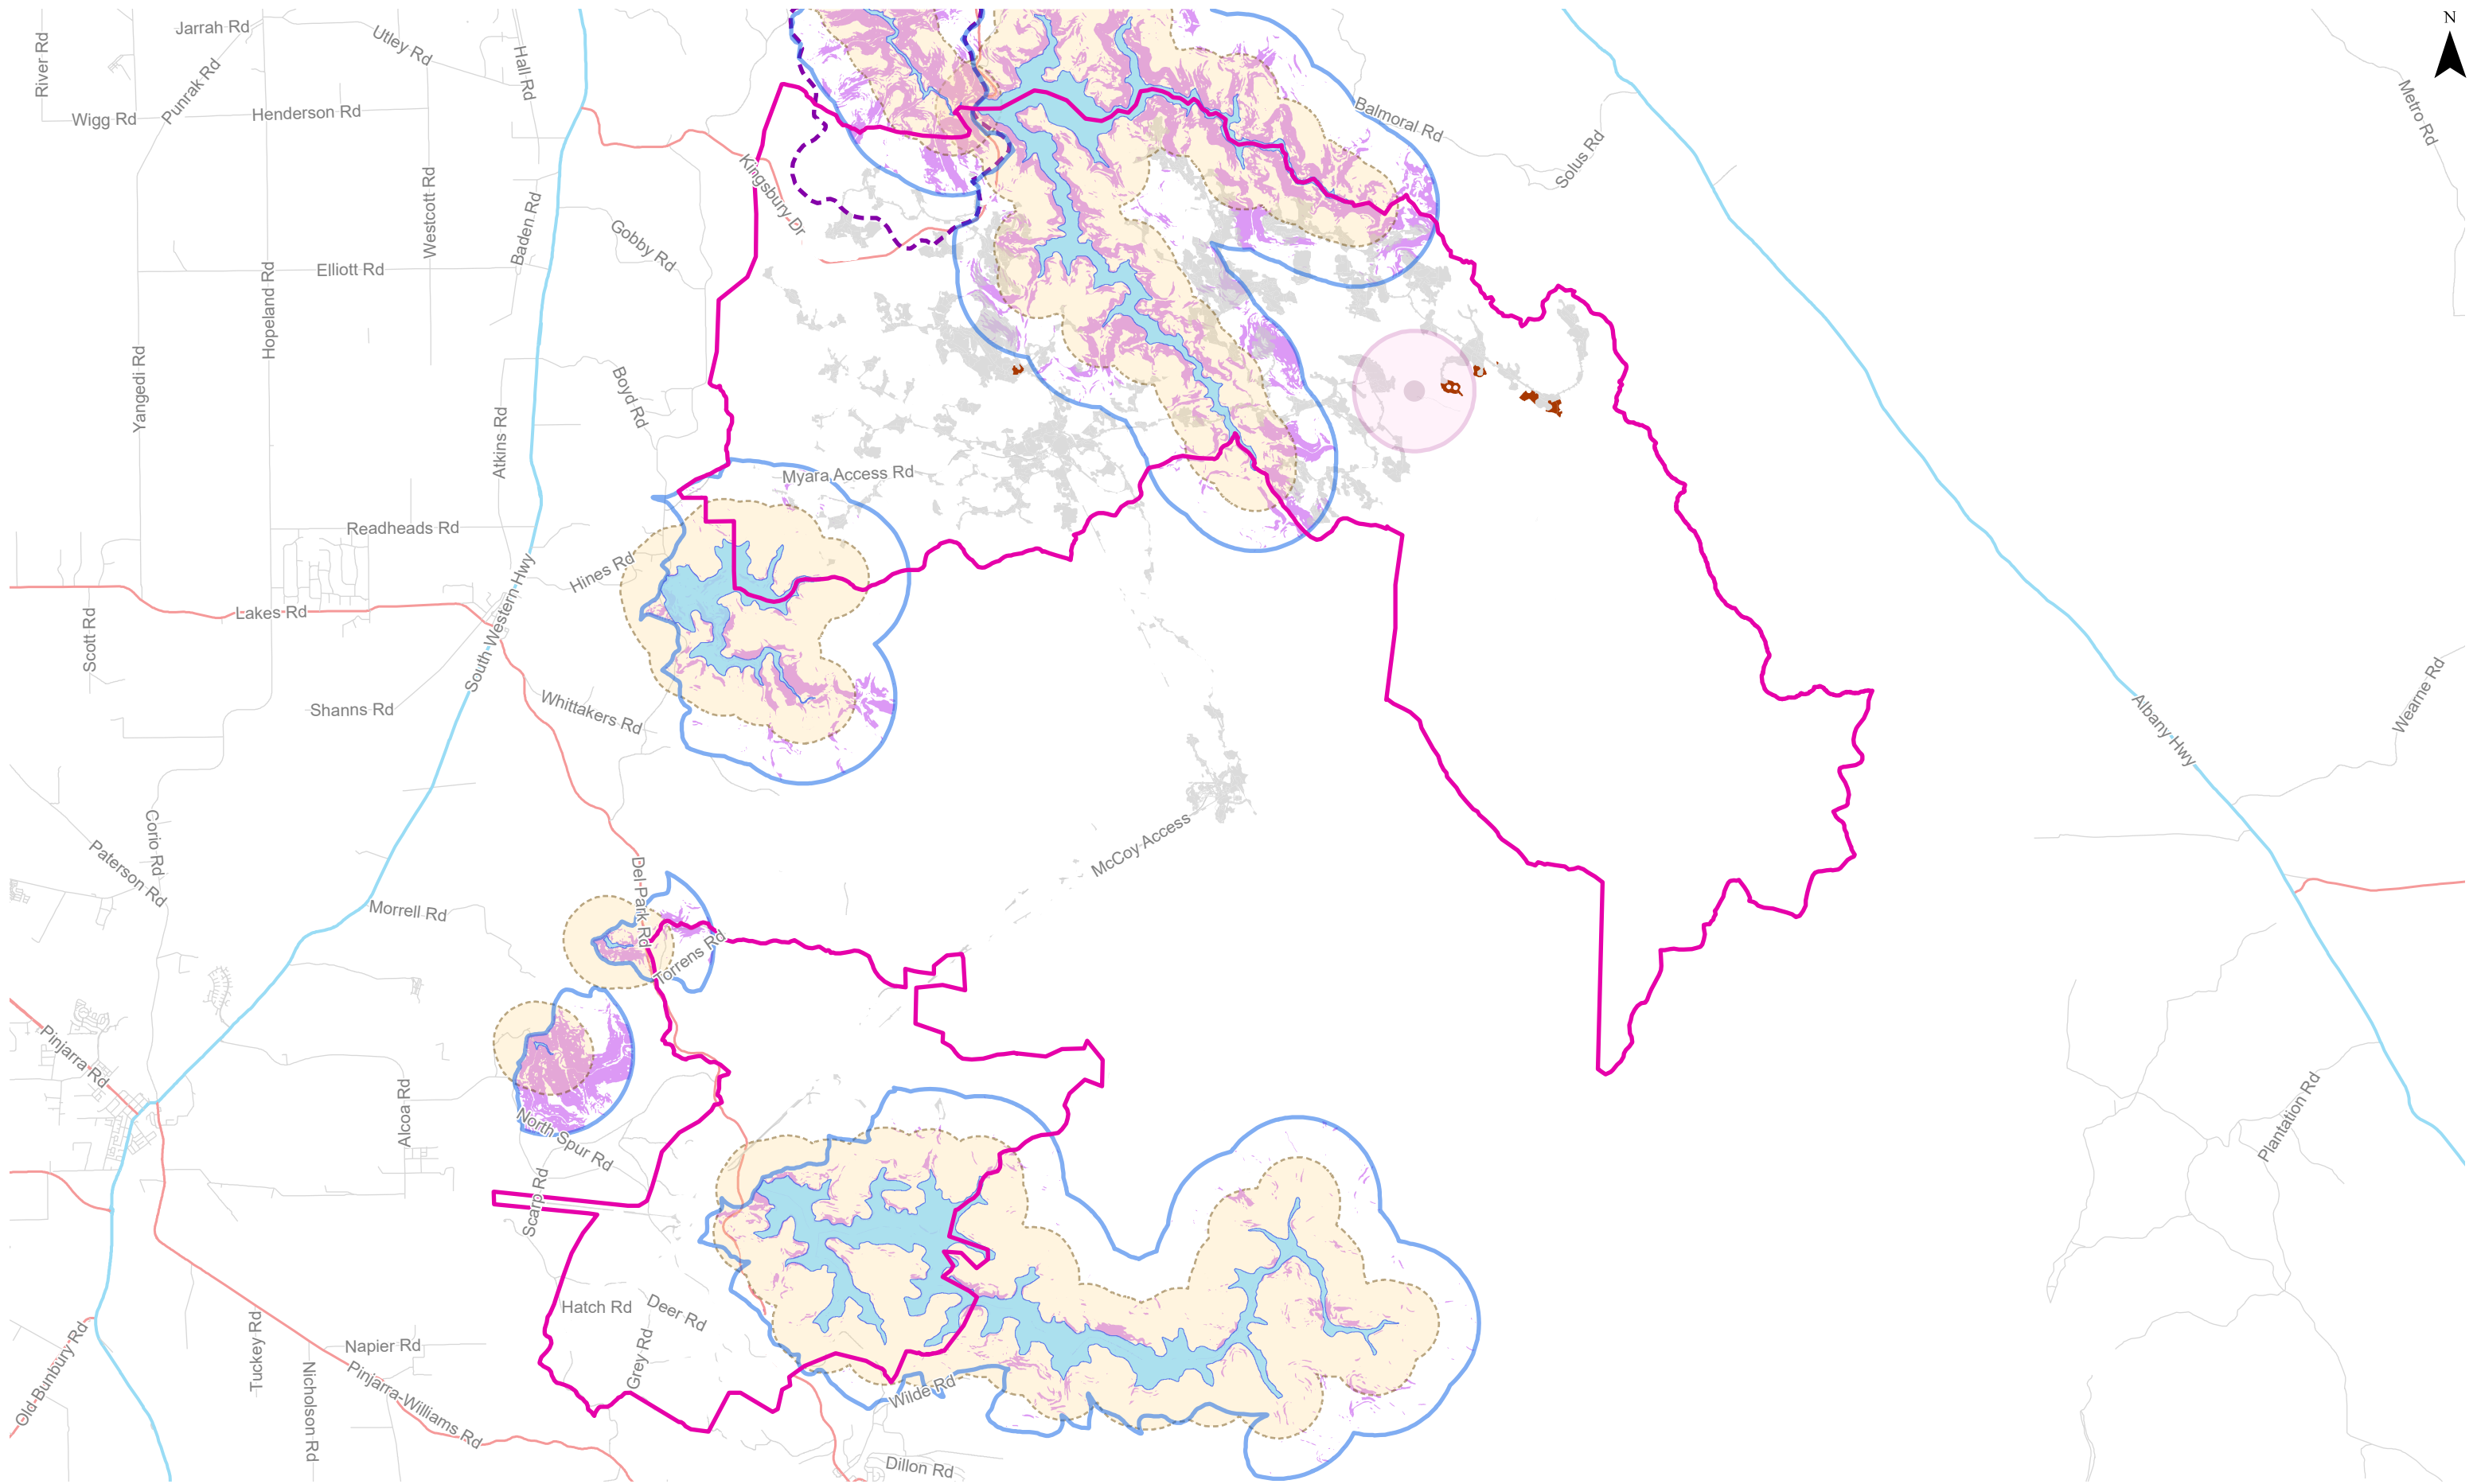 N
River Rd
Jarrah Rd
Utley Rd
Hall Rd
Punrak Rd
Wigg Rd
Henderson Rd
Metro Rd
Balmoral Rd
Solus Rd
Kingsbury Dr
Westcott Rd
Baden Rd
Gobby Rd
Elliott Rd
Hopeland Rd
Yangedi Rd
Boyd Rd
Atkins Rd
Myara Access Rd
Readheads Rd
Hines Rd
Lakes Rd
Scott Rd
South Western Hwy
Shanns Rd
Whittakers Rd
Wearne Rd
Albany Hwy
Corio Rd
Paterson Rd
McCoy Access
Del Park Rd
Morrell Rd
Torrens Rd
Pinjarra Rd
Alcoa Rd
North Spur Rd
Plantation Rd
Scarp Rd
Hatch Rd
Deer Rd
Grey Rd
Tuckey Rd
Napier Rd
Old Bunbury Rd
Nicholson Rd
Pinjarra-Williams Rd
Wilde Rd
Dillon Rd